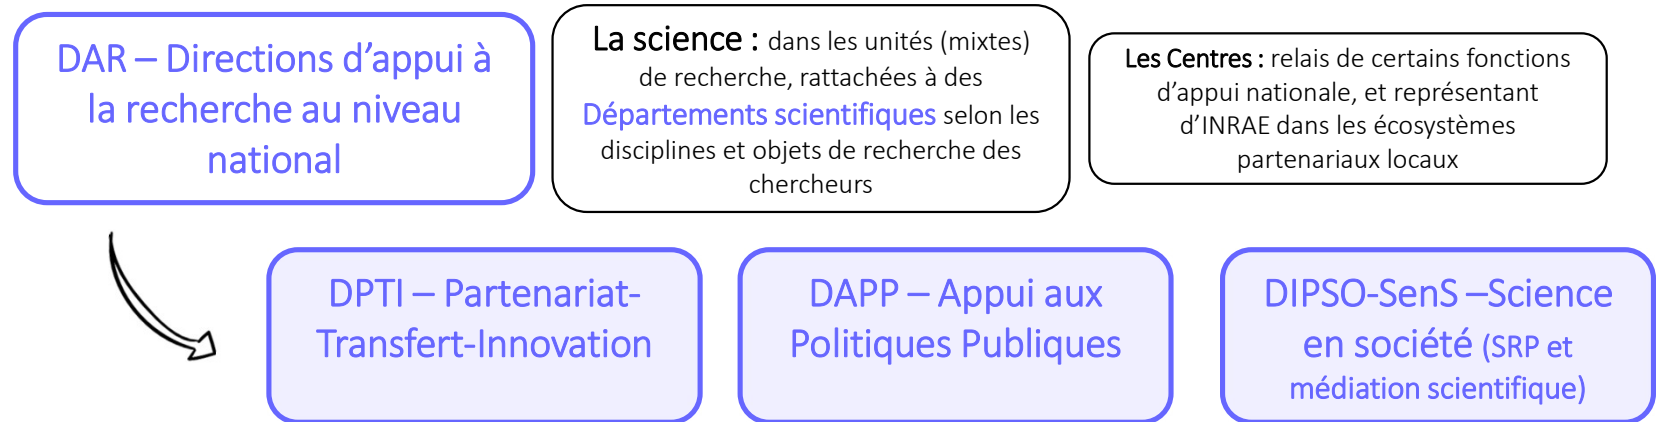 DAR – Directions d’appui à
la recherche au niveau
national
La science : dans les unités (mixtes)
de recherche, rattachées à des
Départements scientifiques selon les
disciplines et objets de recherche des
chercheurs
Les Centres : relais de certains fonctions
d’appui nationale, et représentant
d’INRAE dans les écosystèmes
partenariaux locaux
DPTI – Partenariat-
Transfert-Innovation
DAPP – Appui aux
Politiques Publiques
DIPSO-SenS –Science
en société (SRP et
médiation scientifique)